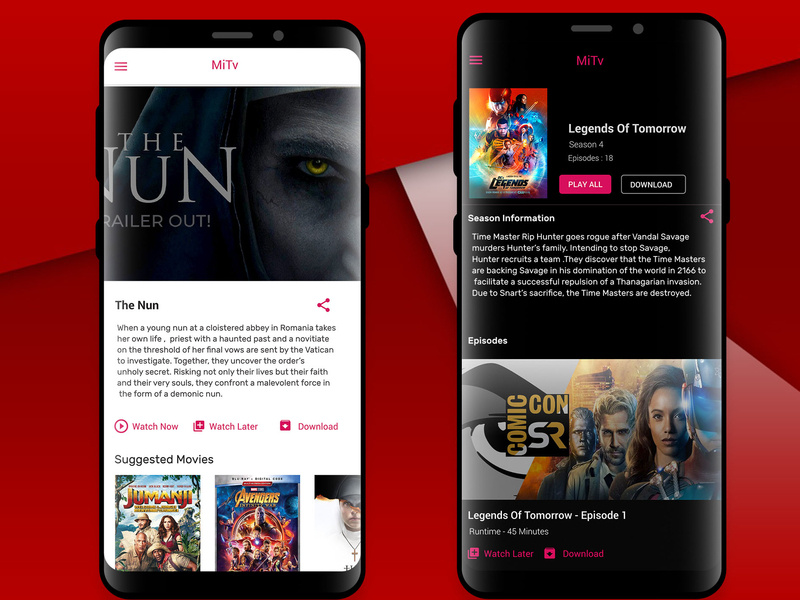 MiTv
THE
NUN
RAILER OUT!
The Nun
When a young nun at a cloistered abbey in Romania takes
her own life , priest with a haunted past and a novitiate
on the threshold of her final vows are sent by the Vatican
to investigate. Together, they uncover the order's
unholy secret. Risking not only their lives but their faith
and their very souls, they confront a malevolent force in
the form of a demonic nun.
Watch Now
Watch Later
Download
Suggested Movies
JUMANJI
BLU-RAY + DIGITAL CODE
AVENGERS
INFINITY WAR
MiTv
LEGENDS
Legends Of Tomorrow
Season 4
Episodes : 18
PLAY ALL
DOWNLOAD
Season Information
Time Master Rip Hunter goes rogue after Vandal Savage
murders Hunter's family. Intending to stop Savage,
Hunter recruits a team .They discover that the Time Masters
are backing Savage in his domination of the world in 2166 to
facilitate a successful repulsion of a Thanagarian invasion.
Due to Snart's sacrifice, the Time Masters are destroyed.
Episodes
COMIC
CON
SR
Legends Of Tomorrow - Episode 1
Runtime - 45 Minutes
Watch Later
Download